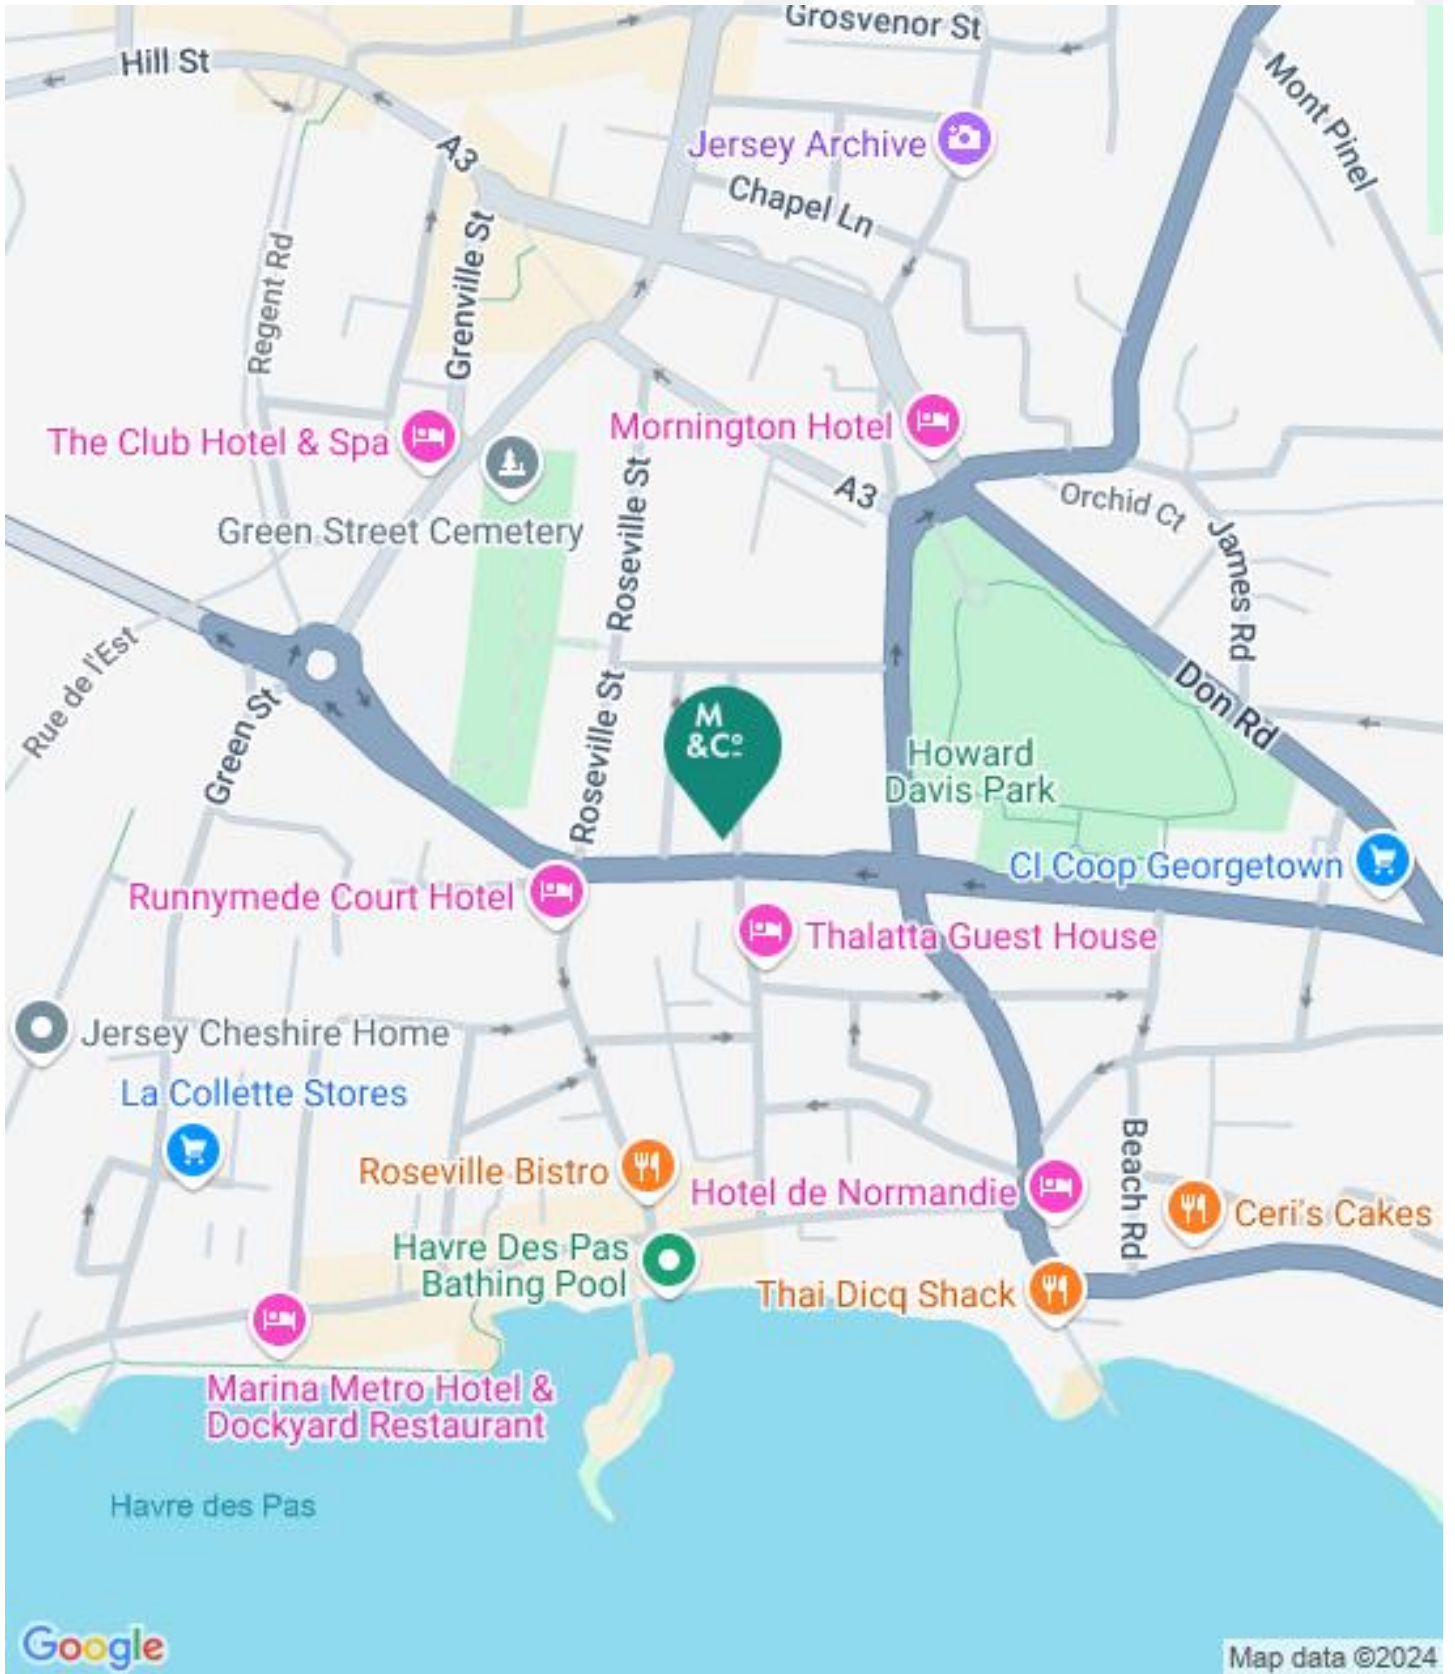 Grosvenor St
Hill St
Mont Pinel
A3
Jersey Archive
Chapel Ln
Regent Rd
Grenville St
Mornington Hotel
The Club Hotel & Spa
Roseville St
A3
Orchid Ct
Green Street Cemetery
James Rd
Rue de l'Est
Green St
Roseville St
Don Rd
M
&Cº
Howard
Davis Park
CI Coop Georgetown
Runnymede Court Hotel
Thalatta Guest House
Jersey Cheshire Home
La Collette Stores
Beach Rd
Roseville Bistro
Hotel de Normandie
Ceri's Cakes
Havre Des Pas
Bathing Pool
Thai Dicq Shack
Marina Metro Hotel &
Dockyard Restaurant
Havre des Pas
Google
Map data ©2024